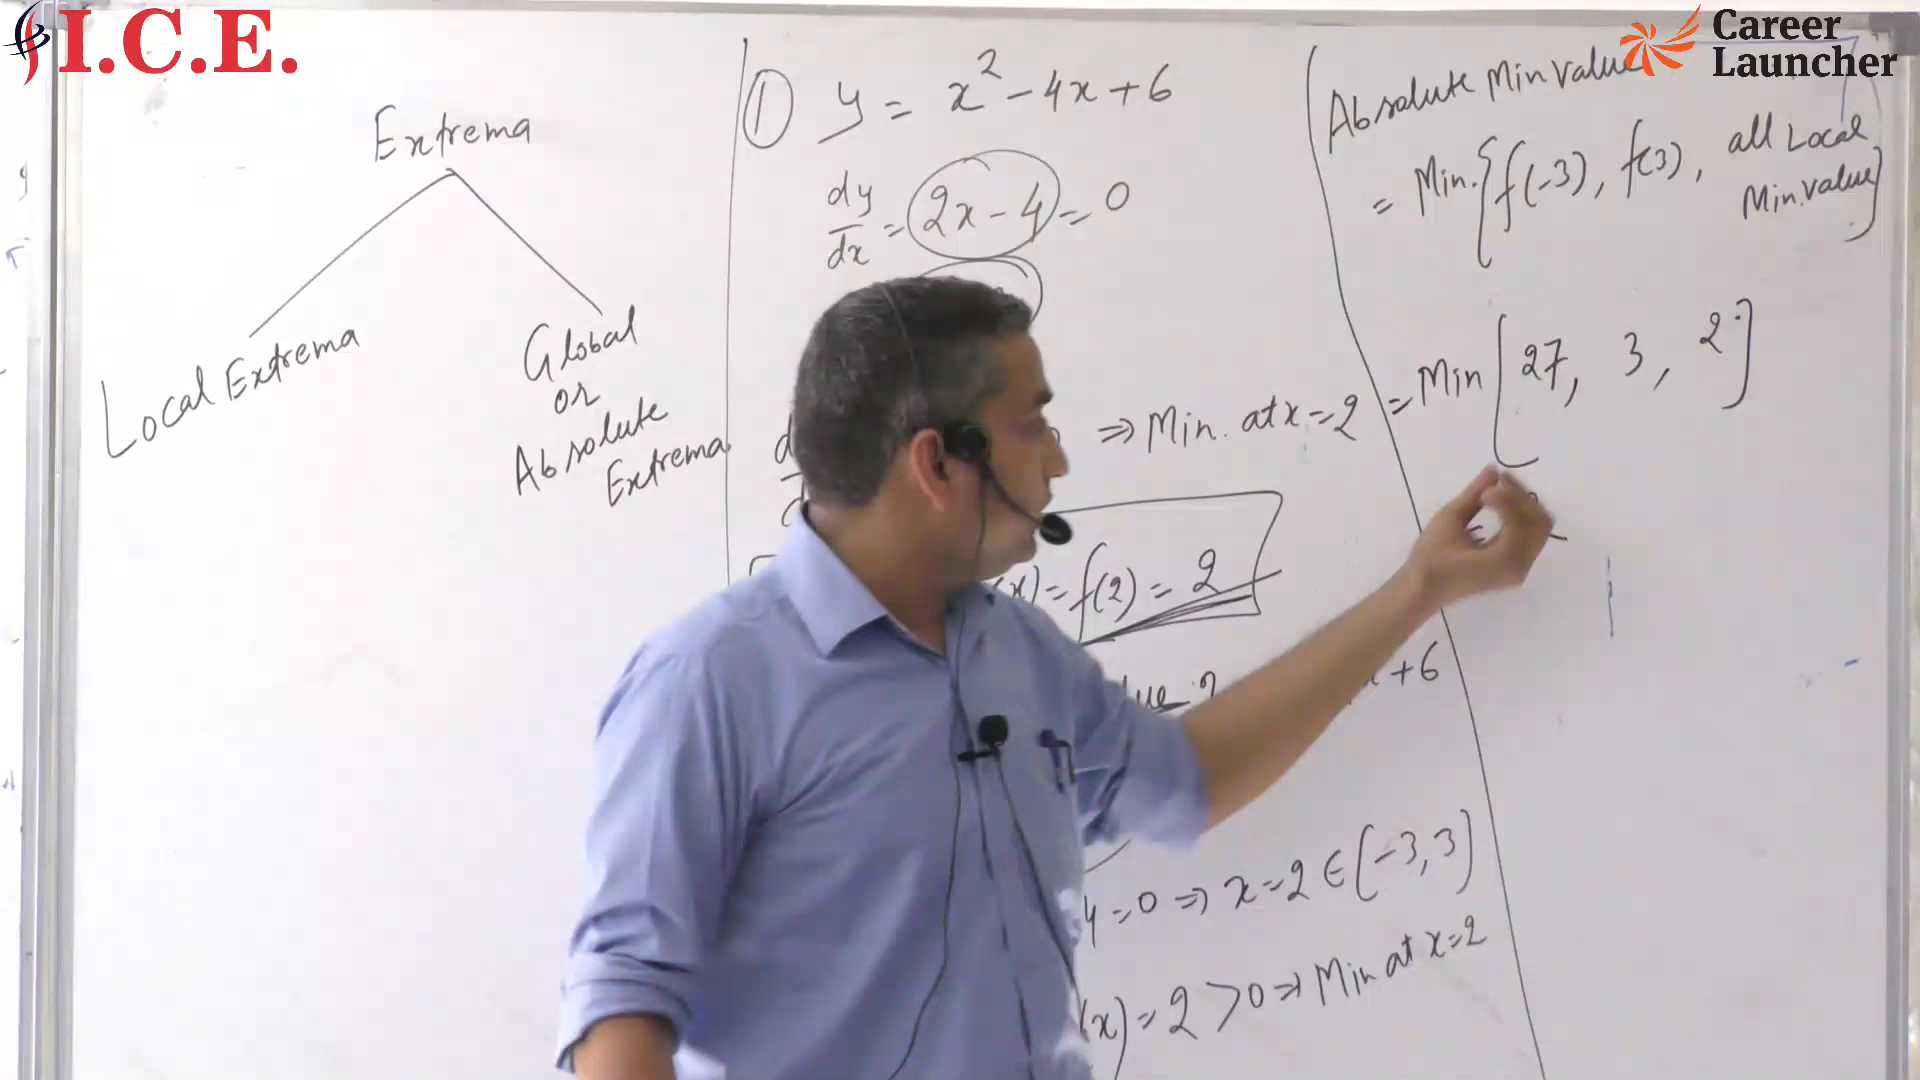 I.C.E.
Career
Launcher
Extrema
Local Extrema
Global
or
Absolute
Extrema
① y = x² - 4x + 6
dy/dx = 2x - 4 = 0
⇒ Min. at x = 2
f(2) = 2
+ 6
4 = 0 ⇒ x = 2 ∈ (-3, 3)
(x) = 2 > 0 ⇒ Min at x = 2
Absolute Min value
= Min. { f(-3), f(3), all Local
Min. value }
= Min [ 27, 3, 2 ]